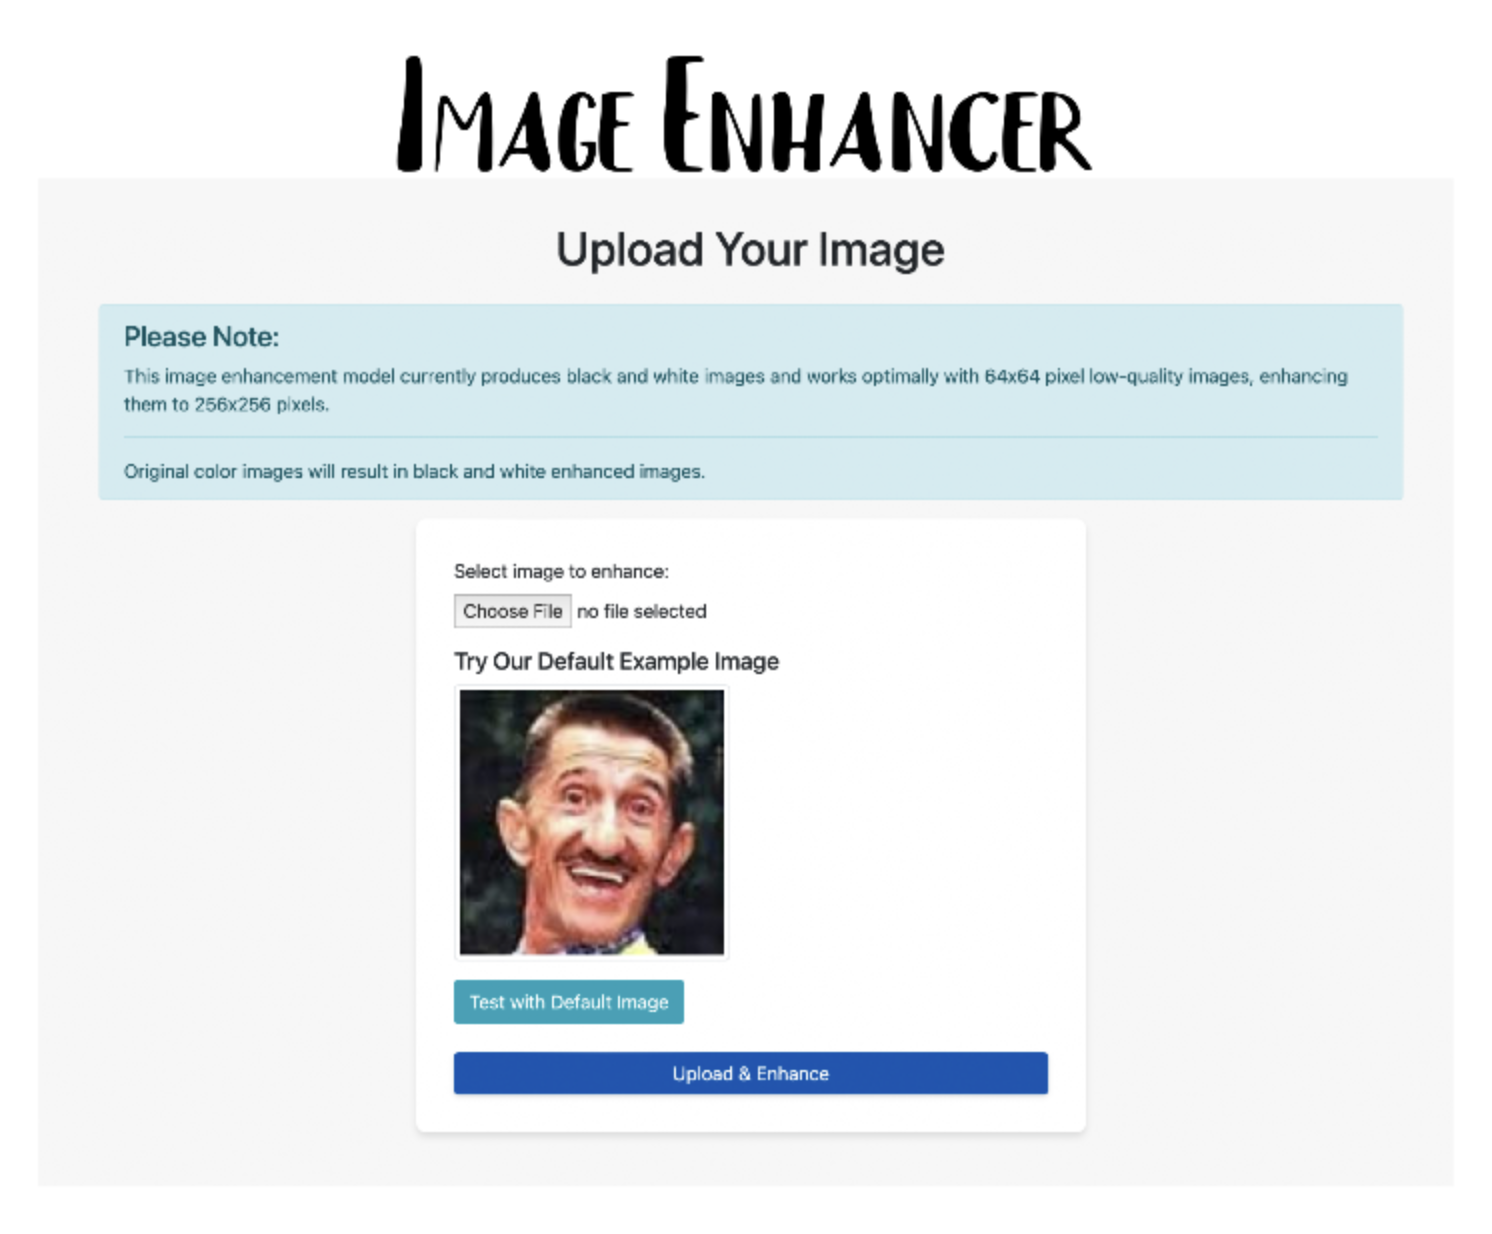 IMAGE ENHANCER
Upload Your Image
Please Note:
This image enhancement model currently produces black and white images and works optimally with 64x64 pixel low-quality images, enhancing
them to 256x256 pixels.
Original color images will result in black and white enhanced images.
Select image to enhance:
Choose File no file selected
Try Our Default Example Image
Test with Default Image
Upload & Enhance